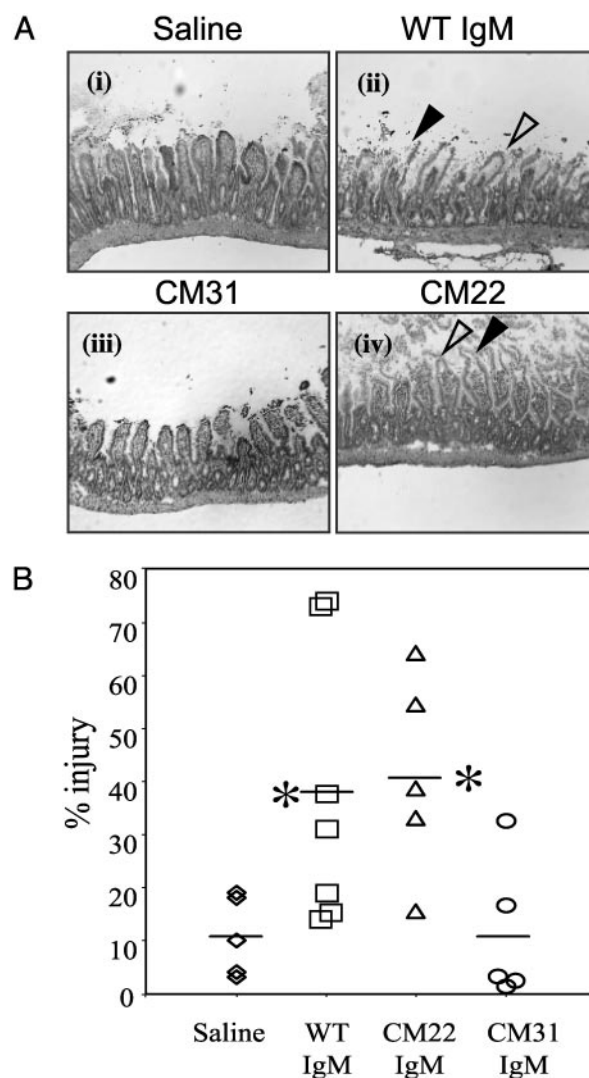 A
Saline
WT IgM
(i)
(ii)
CM31
CM22
(iii)
(iv)
B
% injury
80
70
60
50
40
30
20
10
0
*
*
Saline
WT
IgM
CM22
IgM
CM31
IgM